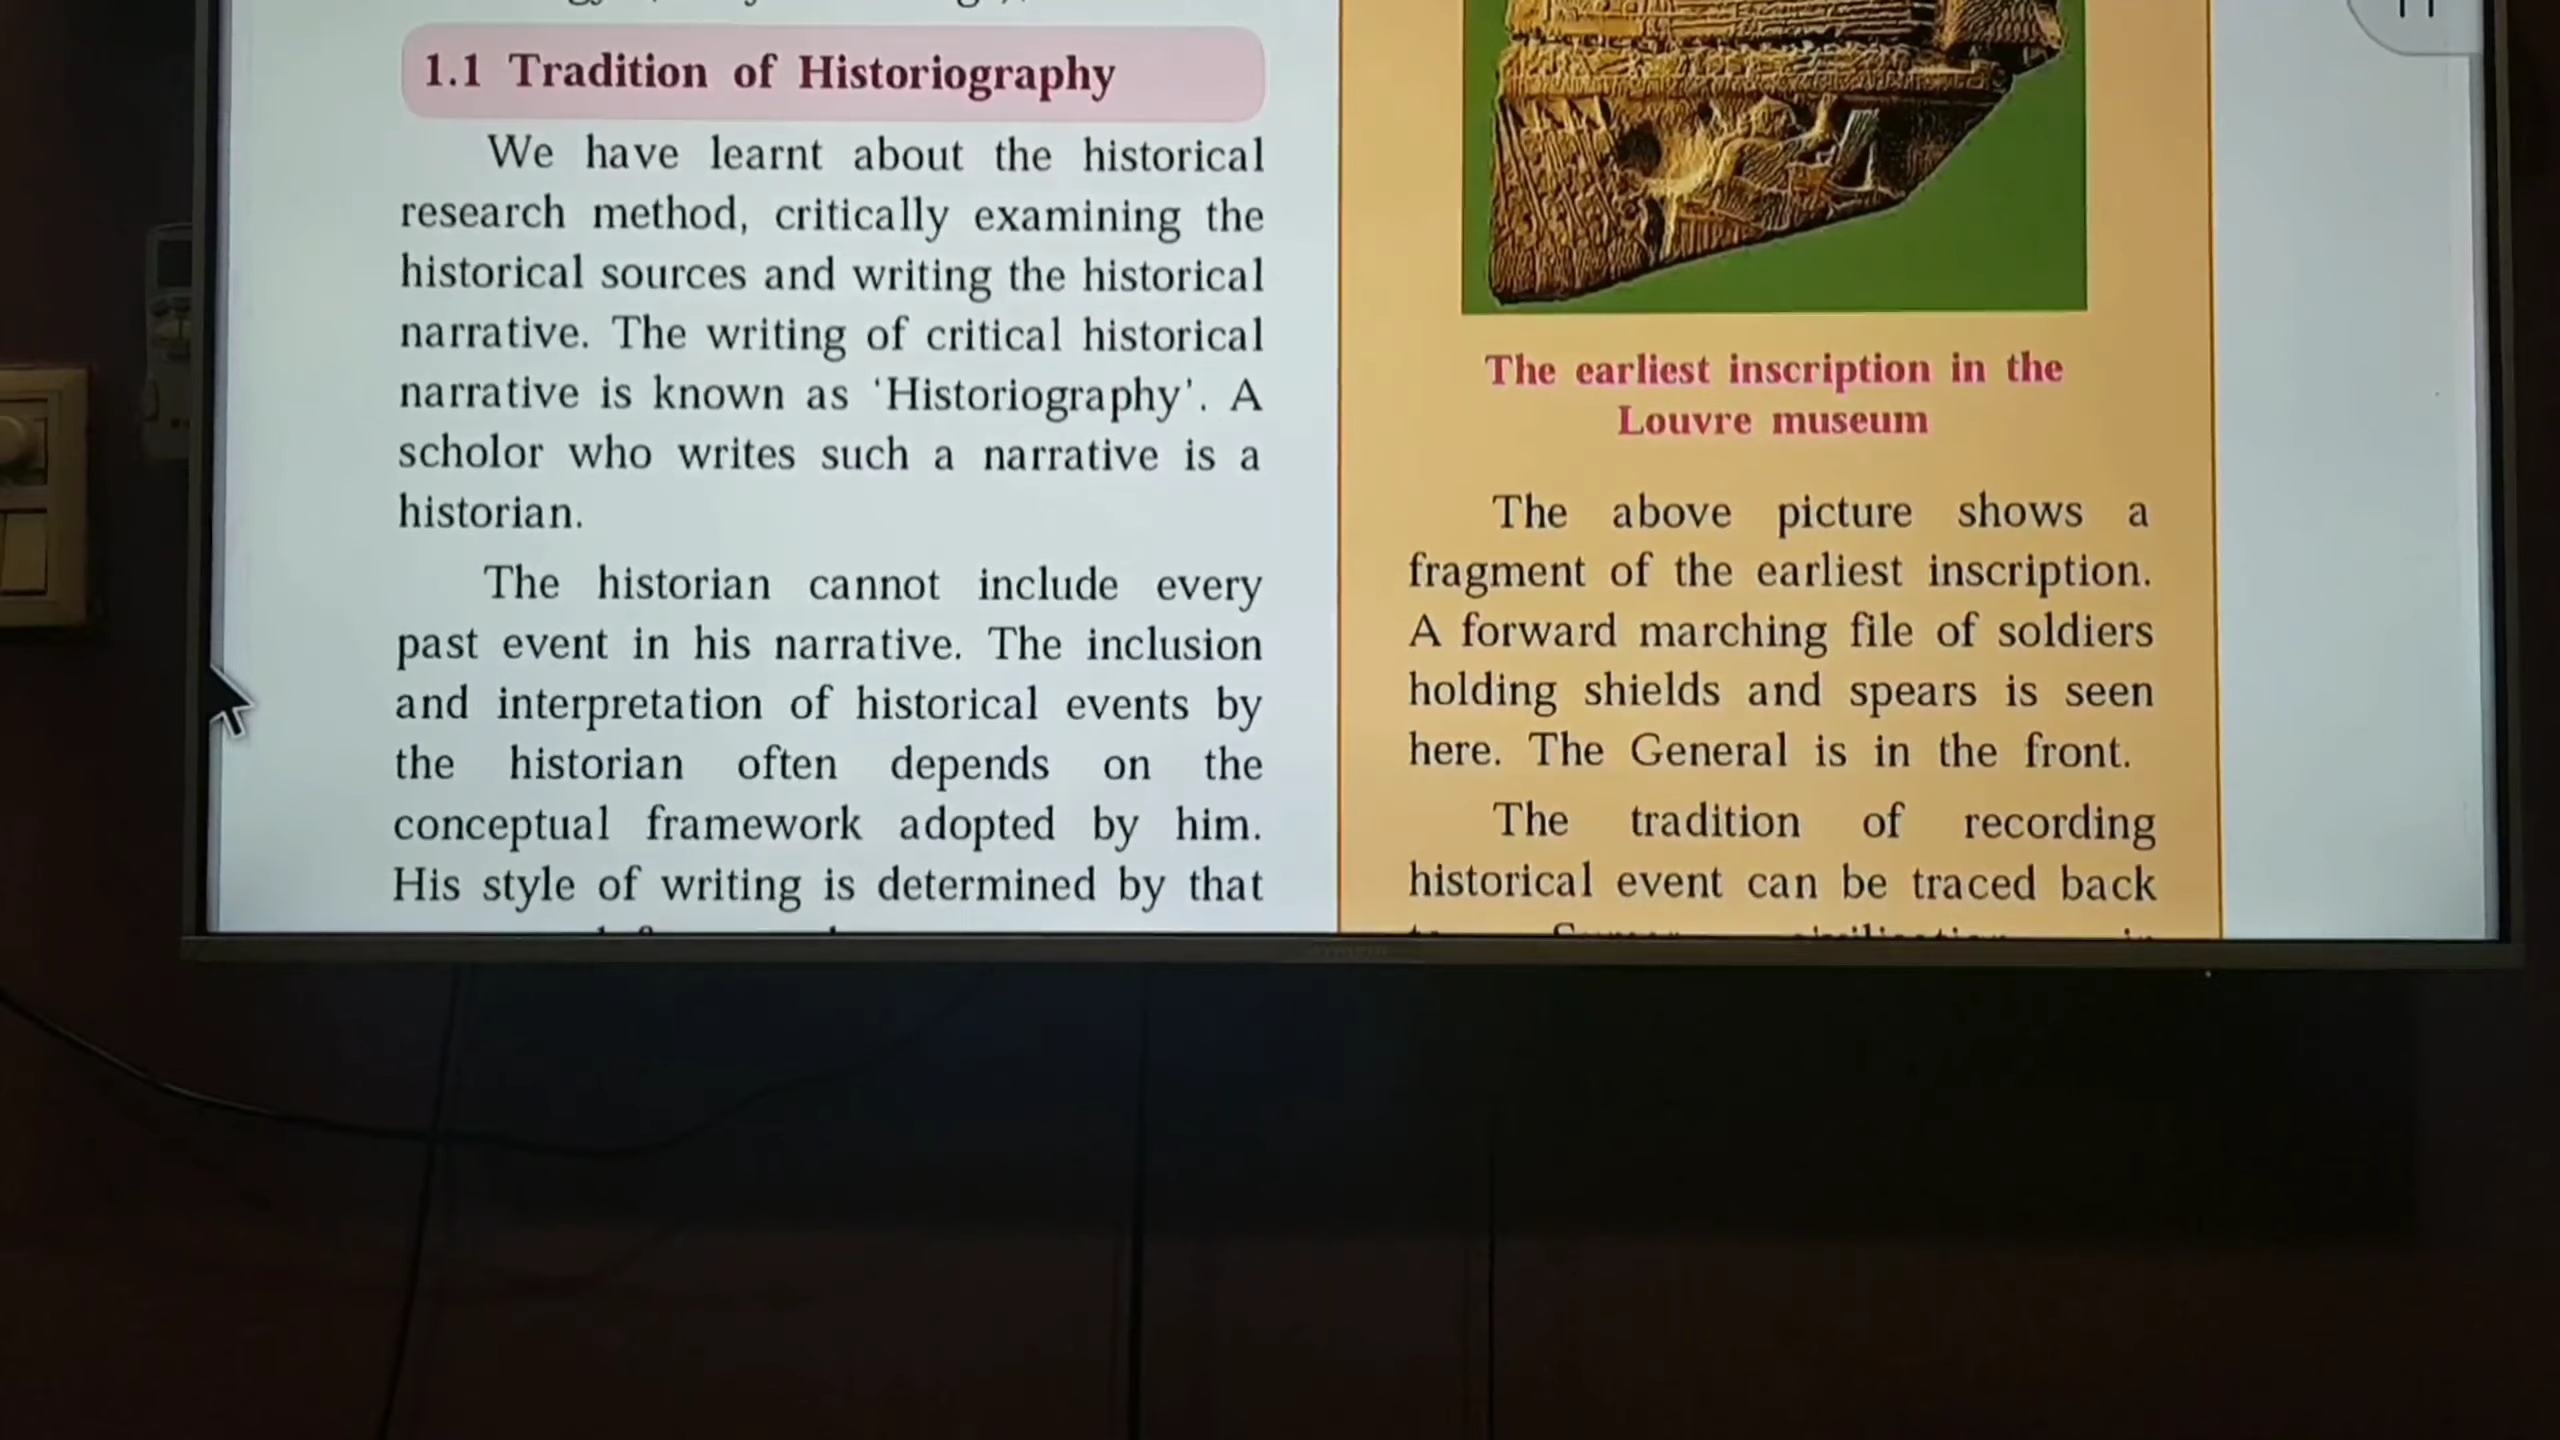 1.1 Tradition of Historiography
We have learnt about the historical
research method, critically examining the
historical sources and writing the historical
narrative. The writing of critical historical
narrative is known as ‘Historiography’. A
scholor who writes such a narrative is a
historian.
The historian cannot include every
past event in his narrative. The inclusion
and interpretation of historical events by
the historian often depends on the
conceptual framework adopted by him.
His style of writing is determined by that
The earliest inscription in the
Louvre museum
The above picture shows a
fragment of the earliest inscription.
A forward marching file of soldiers
holding shields and spears is seen
here. The General is in the front.
The tradition of recording
historical event can be traced back